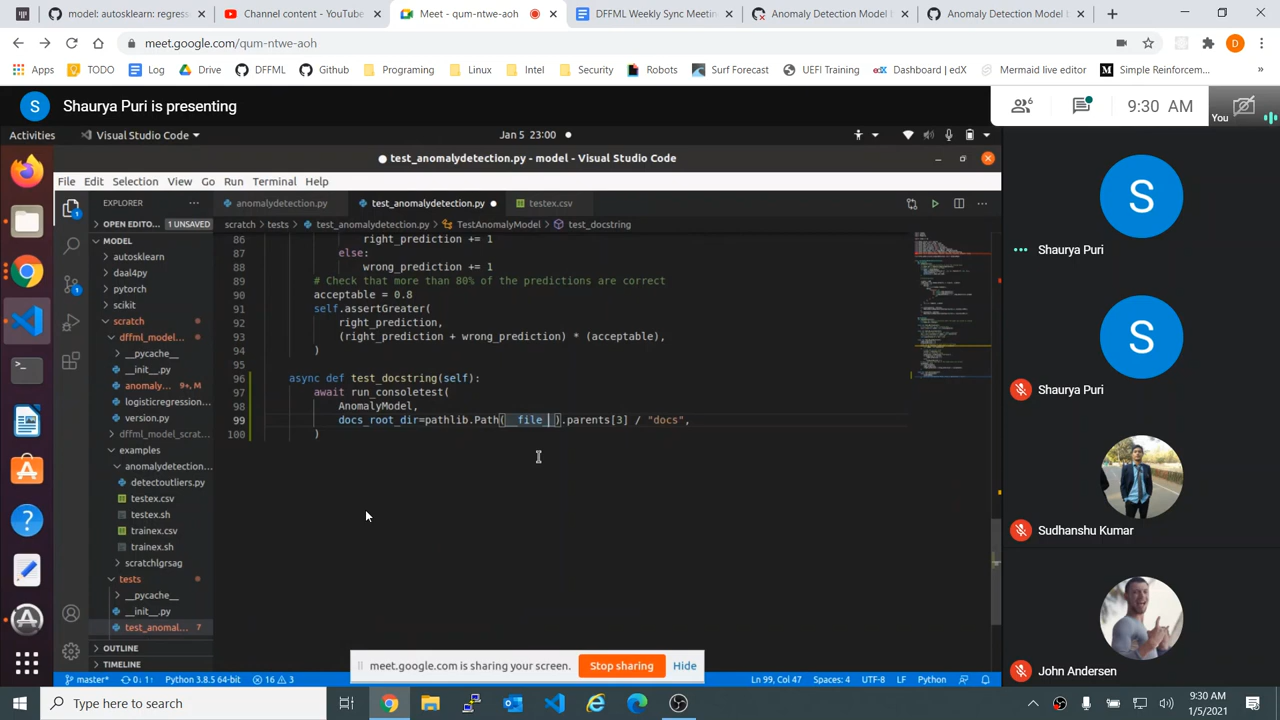 model: autosklearn: regres
Channel content - YouTube
Meet - qum-ntwe-aoh
DFFML Weekly Sync Meetin
Anomaly Detection Model
Anomaly Detection Model
meet.google.com/qum-ntwe-aoh
Apps
TODO
Log
Drive
DFFML
Github
Programing
Linux
Intel
Security
Robots
Surf Forecast
UEFI Training
Dashboard | edX
Mermaid live editor
Simple Reinforcem...
S
Shaurya Puri is presenting
6
9:30 AM
You
Activities
Visual Studio Code
Jan 5 23:00
test_anomalydetection.py - model - Visual Studio Code
File Edit Selection View Go Run Terminal Help
EXPLORER
OPEN EDITO...
1 UNSAVED
MODEL
autosklearn
daal4py
pytorch
scikit
scratch
dffml_model...
__pycache__
__init__.py
anomaly... 9+, M
logisticregression...
version.py
dffml_model_scrat...
examples
anomalydetection...
detectoutliers.py
testex.csv
testex.sh
trainex.csv
trainex.sh
scratchlgrsag
tests
__pycache__
__init__.py
test_anomal... 7
OUTLINE
TIMELINE
anomalydetection.py
test_anomalydetection.py
testex.csv
scratch > tests > test_anomalydetection.py > TestAnomalyModel > test_docstring
86 right_prediction += 1
87 else:
88 wrong_prediction += 1
89 # Check that more than 80% of the predictions are correct
90 acceptable = 0.8
91 self.assertGreater(
92 right_prediction,
93 (right_prediction + wrong_prediction) * (acceptable),
94 )
95
96 async def test_docstring(self):
97 await run_consoletest(
98 AnomalyModel,
99 docs_root_dir=pathlib.Path(__file_).parents[3] / "docs",
100 )
meet.google.com is sharing your screen.
Stop sharing
Hide
master*
0↓ 1↑
Python 3.8.5 64-bit
16
3
Ln 99, Col 47
Spaces: 4
UTF-8
LF
Python
S
Shaurya Puri
S
Shaurya Puri
Sudhanshu Kumar
John Andersen
Type here to search
9:30 AM
1/5/2021